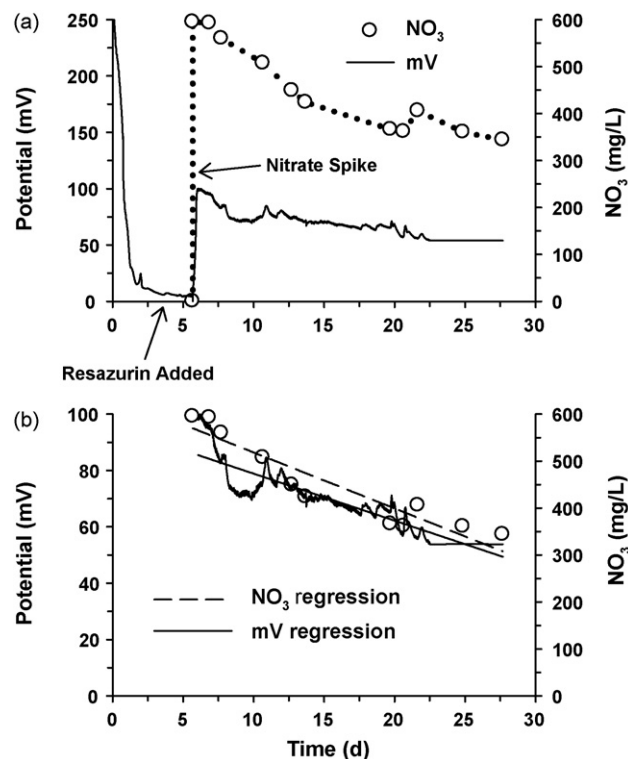 (a)
250
200
150
100
50
0
Potential (mV)
NO3
mV
Nitrate Spike
600
500
400
300
200
100
0
NO3 (mg/L)
0 5 10 15 20 25 30
Resazurin Added
(b)
100
80
60
40
20
0
Potential (mV)
NO3 regression
mV regression
600
500
400
300
200
100
0
NO3 (mg/L)
0 5 10 15 20 25 30
Time (d)